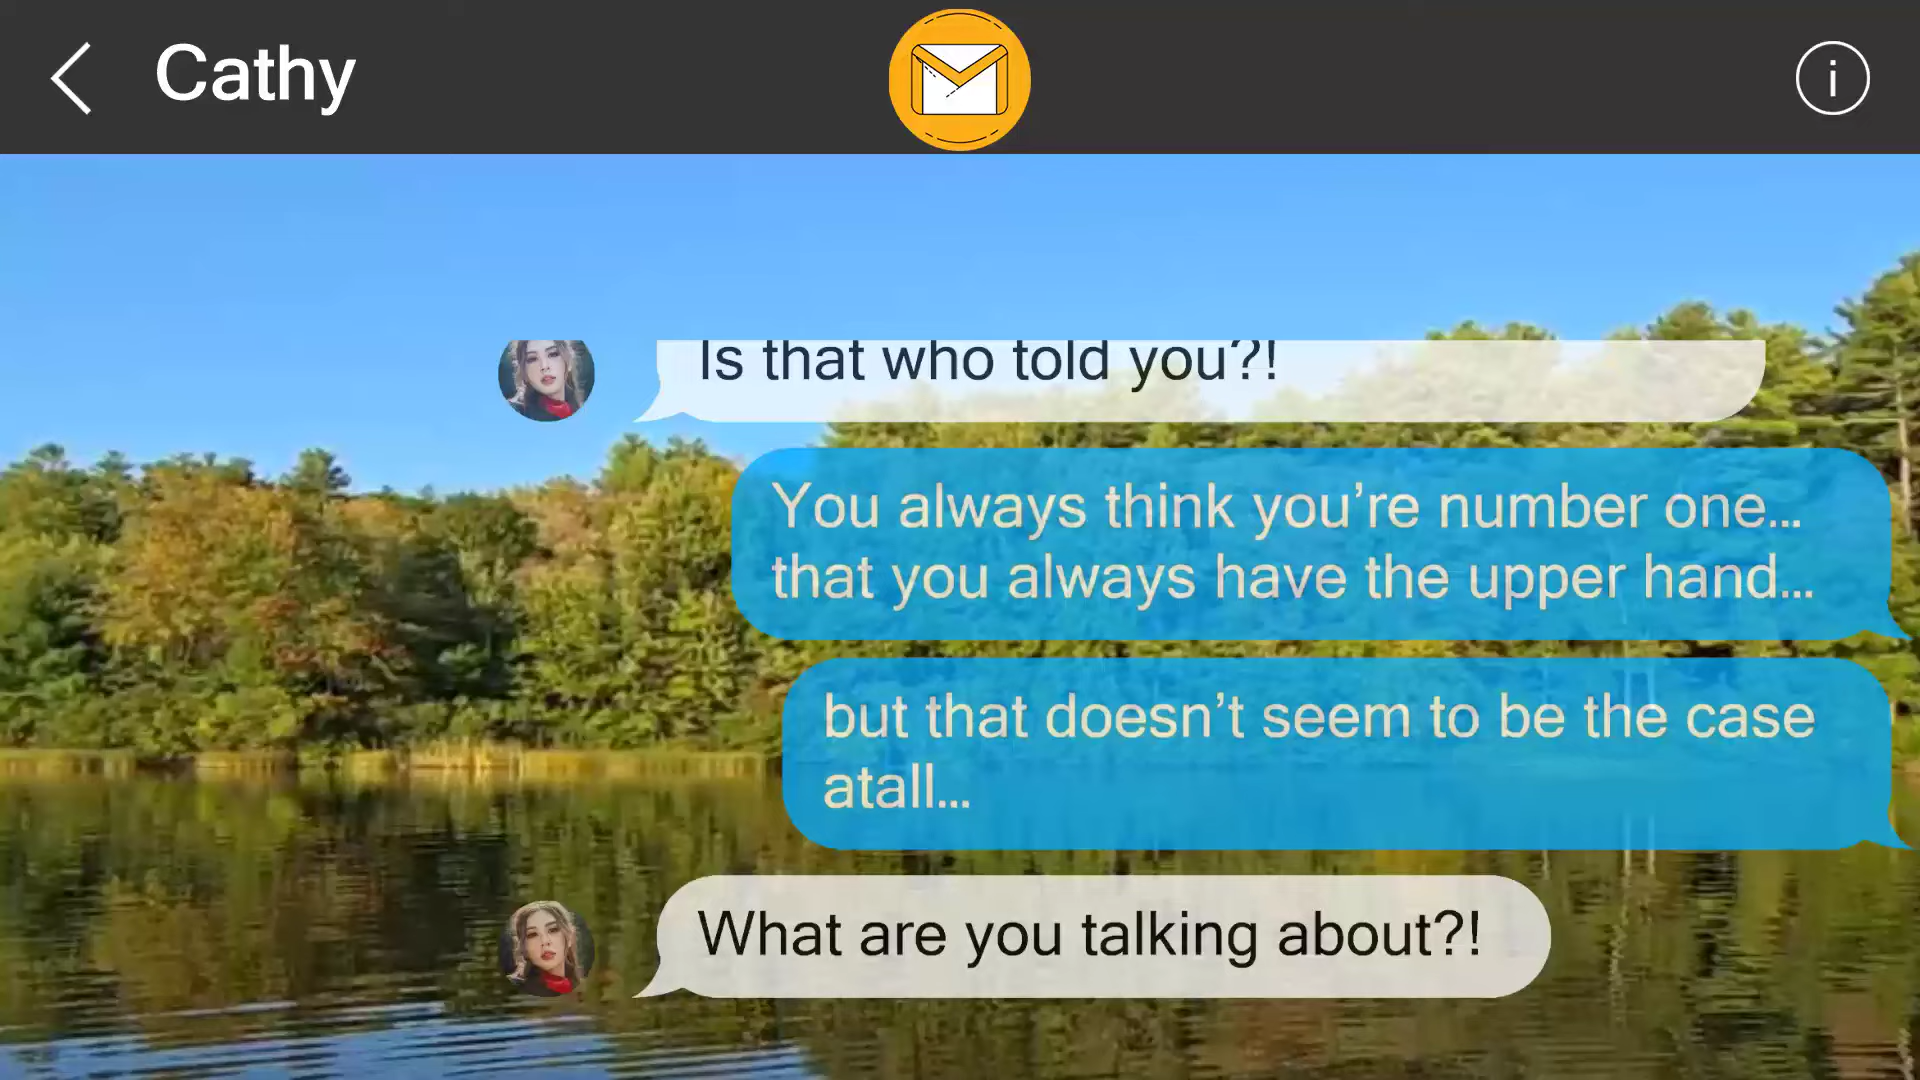 Cathy
Is that who told you?!
You always think you’re number one...
that you always have the upper hand...
but that doesn’t seem to be the case
atall...
What are you talking about?!